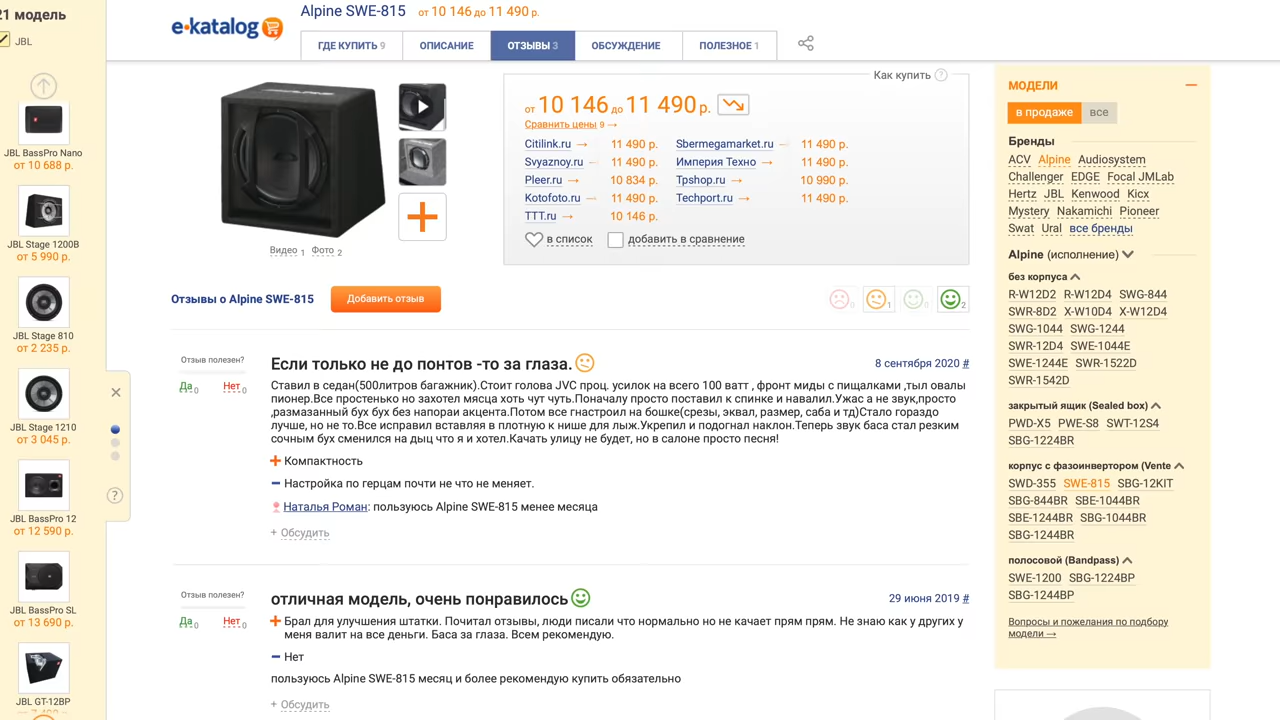 21 модель
JBL
JBL BassPro Nano
от 10 688 р.
JBL Stage 1200B
от 5 990 р.
JBL Stage 810
от 2 235 р.
JBL Stage 1210
от 3 045 р.
JBL BassPro 12
от 12 590 р.
JBL BassPro SL
от 13 690 р.
JBL GT-12BP
?
e-katalog
Alpine SWE-815 от 10 146 до 11 490 р.
ГДЕ КУПИТЬ 9
ОПИСАНИЕ
ОТЗЫВЫ 3
ОБСУЖДЕНИЕ
ПОЛЕЗНОЕ 1
Видео 1 Фото 2
Как купить ?
от 10 146 до 11 490 р.
Сравнить цены 9 →
Citilink.ru → 11 490 р. Sbermegamarket.ru → 11 490 р.
Svyaznoy.ru → 11 490 р. Империя Техно → 11 490 р.
Pleer.ru → 10 834 р. Tpshop.ru → 10 990 р.
Kotofoto.ru → 11 490 р. Techport.ru → 11 490 р.
TTT.ru → 10 146 р.
в список добавить в сравнение
Отзывы о Alpine SWE-815
Добавить отзыв
0 1 0 2
Отзыв полезен?
Да 0 Нет 0
Если только не до понтов -то за глаза.
8 сентября 2020 #
Ставил в седан(500литров багажник).Стоит голова JVC проц. усилок на всего 100 ватт , фронт миды с пищалками ,тыл овалы
пионер.Все простенько но захотел мясца хоть чут чуть.Поначалу просто поставил к спинке и навалил.Ужас а не звук,просто
,размазанный бух бух без напораи акцента.Потом все гнастроил на бошке(срезы, эквал, размер, саба и тд)Стало гораздо
лучше, но не то.Все исправил вставляя в плотную к нише для лыж.Укрепил и подогнал наклон.Теперь звук баса стал резким
сочным бух сменился на дыц что я и хотел.Качать улицу не будет, но в салоне просто песня!
Компактность
Настройка по герцам почти не что не меняет.
Наталья Роман: пользуюсь Alpine SWE-815 менее месяца
+ Обсудить
Отзыв полезен?
Да 0 Нет 0
отличная модель, очень понравилось
29 июня 2019 #
Брал для улучшения штатки. Почитал отзывы, люди писали что нормально но не качает прям прям. Не знаю как у других у
меня валит на все деньги. Баса за глаза. Всем рекомендую.
Нет
пользуюсь Alpine SWE-815 месяц и более рекомендую купить обязательно
+ Обсудить
МОДЕЛИ
в продаже все
Бренды
ACV Alpine Audiosystem
Challenger EDGE Focal JMLab
Hertz JBL Kenwood Kicx
Mystery Nakamichi Pioneer
Swat Ural все бренды
Alpine (исполнение)
без корпуса
R-W12D2 R-W12D4 SWG-844
SWR-8D2 X-W10D4 X-W12D4
SWG-1044 SWG-1244
SWR-12D4 SWE-1044E
SWE-1244E SWR-1522D
SWR-1542D
закрытый ящик (Sealed box)
PWD-X5 PWE-S8 SWT-12S4
SBG-1224BR
корпус с фазоинвертором (Vente
SWD-355 SWE-815 SBG-12KIT
SBG-844BR SBE-1044BR
SBE-1244BR SBG-1044BR
SBG-1244BR
полосовой (Bandpass)
SWE-1200 SBG-1224BP
SBG-1244BP
Вопросы и пожелания по подбору
модели →